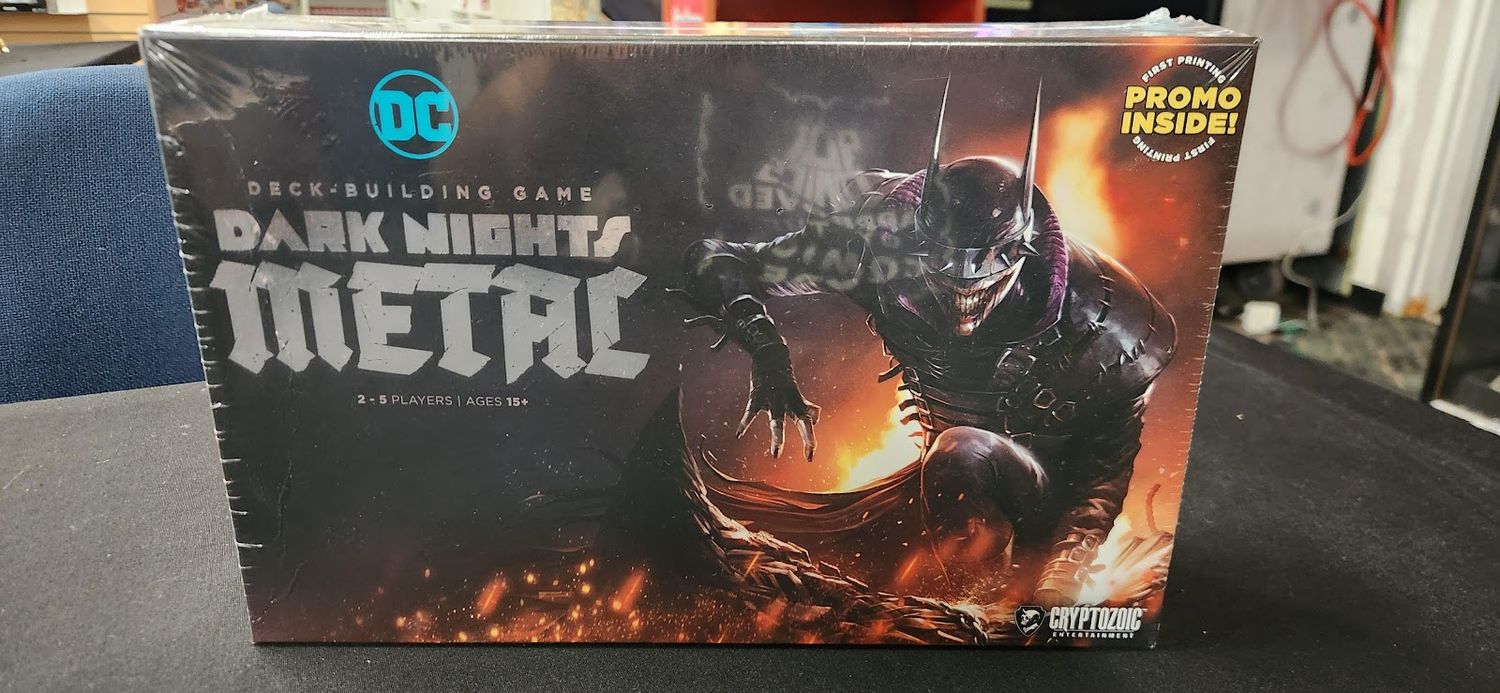 DC
DECK-BUILDING GAME
DARK NIGHTS
METAL
2 - 5 PLAYERS | AGES 15+
FIRST PRINTING
PROMO
INSIDE!
FIRST PRINTING
CRYPTOZOIC
ENTERTAINMENT